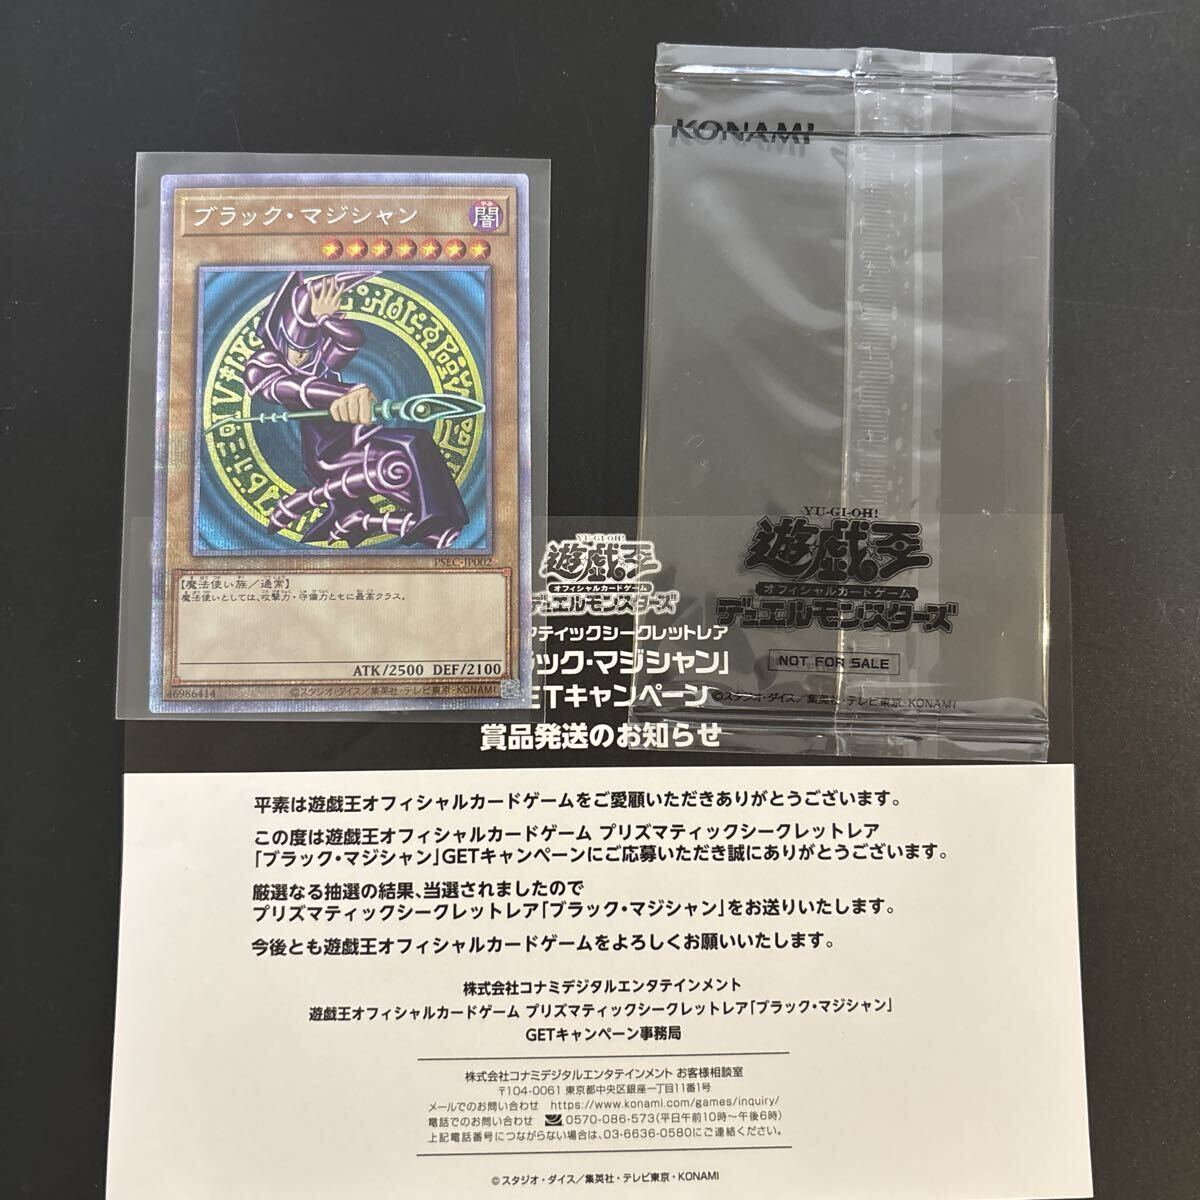 ブラック・マジシャン
闇
やみ
PSEC-JP002
【魔法使い族／通常】
魔法使いとしては、攻撃力・守備力ともに最高クラス。
ATK/2500 DEF/2100
46986414
©スタジオ・ダイス／集英社・テレビ東京・KONAMI
KONAMI
YU-GI-OH!
遊戯王
オフィシャルカードゲーム
デュエルモンスターズ
NOT FOR SALE
©スタジオ・ダイス／集英社・テレビ東京・KONAMI
YU-GI-OH!
遊戯王
オフィシャルカードゲーム
デュエルモンスターズ
マティックシークレットレア
ラック・マジシャン」
ETキャンペーン
賞品発送のお知らせ
平素は遊戯王オフィシャルカードゲームをご愛顧いただきありがとうございます。
この度は遊戯王オフィシャルカードゲーム プリズマティックシークレットレア
「ブラック・マジシャン」GETキャンペーンにご応募いただき誠にありがとうございます。
厳選なる抽選の結果、当選されましたので
プリズマティックシークレットレア「ブラック・マジシャン」をお送りいたします。
今後とも遊戯王オフィシャルカードゲームをよろしくお願いいたします。
株式会社コナミデジタルエンタテインメント
遊戯王オフィシャルカードゲーム プリズマティックシークレットレア「ブラック・マジシャン」
GETキャンペーン事務局
株式会社コナミデジタルエンタテインメント お客様相談室
〒104-0061 東京都中央区銀座一丁目11番1号
メールでのお問い合わせ https://www.konami.com/games/inquiry/
電話でのお問い合わせ 0570-086-573(平日午前10時～午後6時)
上記電話番号につながらない場合は、03-6636-0580にご連絡ください。
©スタジオ・ダイス／集英社・テレビ東京・KONAMI